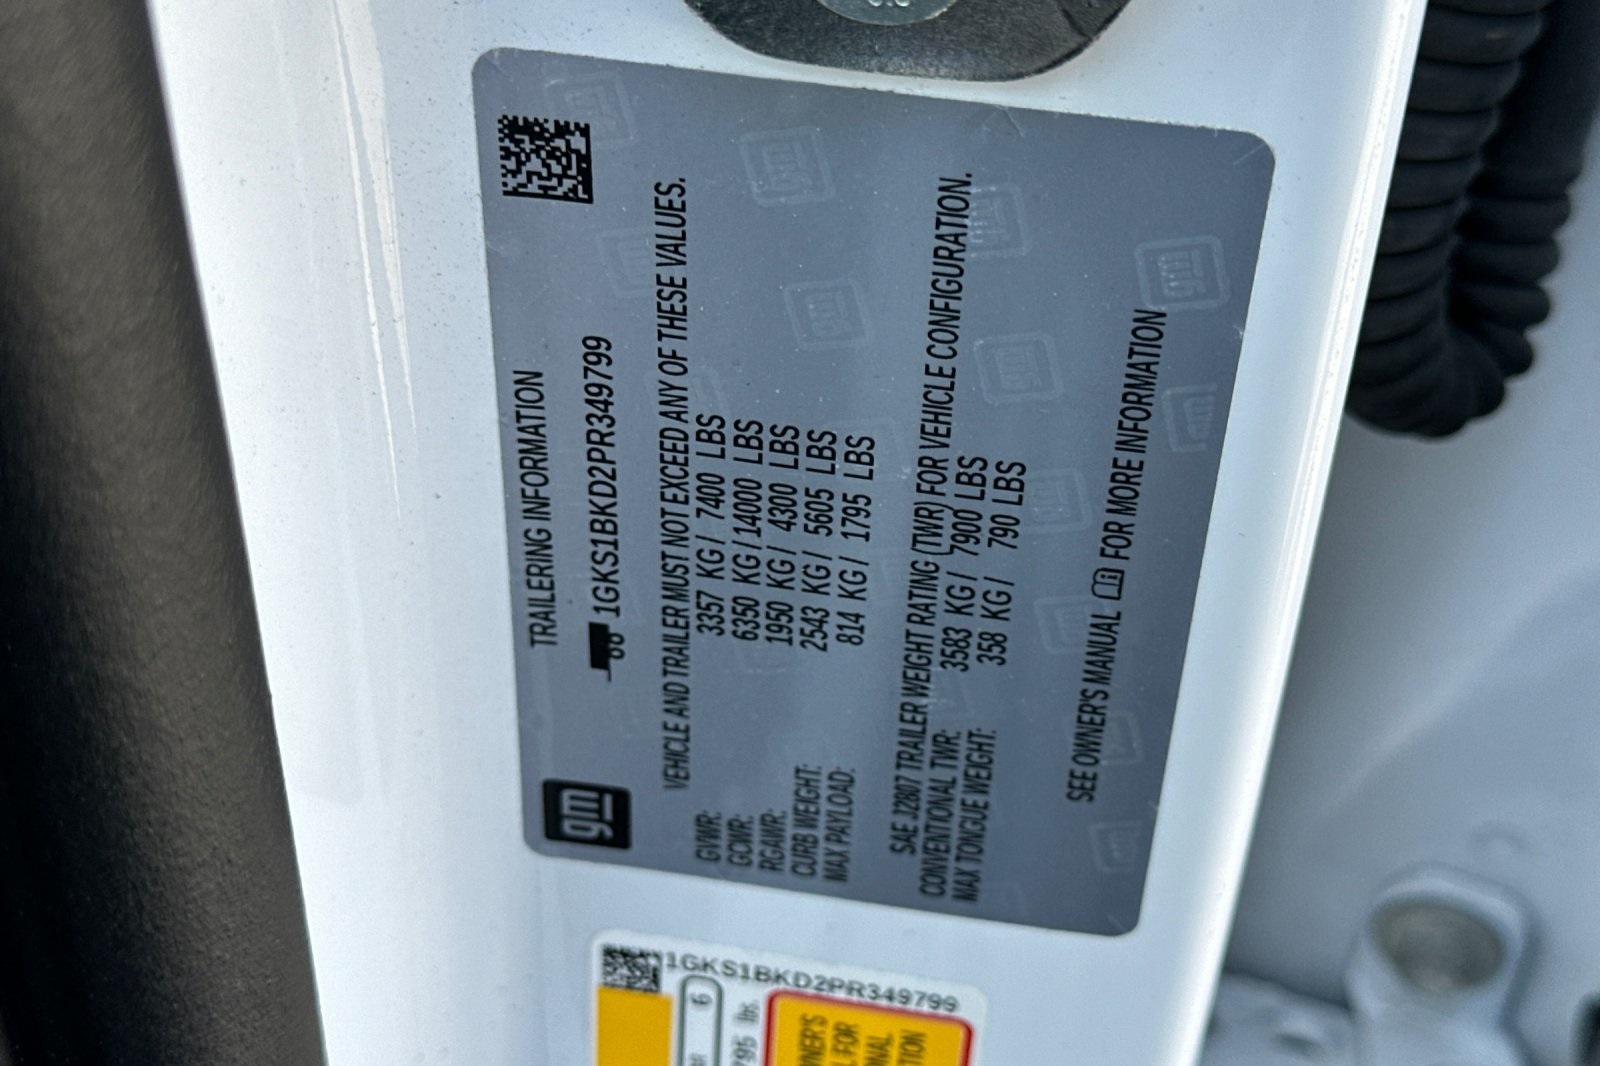 TRAILERING INFORMATION
gm
1GKS1BKD2PR349799
VEHICLE AND TRAILER MUST NOT EXCEED ANY OF THESE VALUES.
GVWR: 3357 KG/ 7400 LBS
GCWR: 6350 KG/14000 LBS
RGAWR: 1950 KG/ 4300 LBS
CURB WEIGHT: 2543 KG/ 5605 LBS
MAX PAYLOAD: 814 KG/ 1795 LBS
SAE J2807 TRAILER WEIGHT RATING (TWR) FOR VEHICLE CONFIGURATION.
CONVENTIONAL TWR: 3583 KG/ 7900 LBS
MAX TONGUE WEIGHT: 358 KG/ 790 LBS
SEE OWNER'S MANUAL FOR MORE INFORMATION
1GKS1BKD2PR349799
6
795 lb.